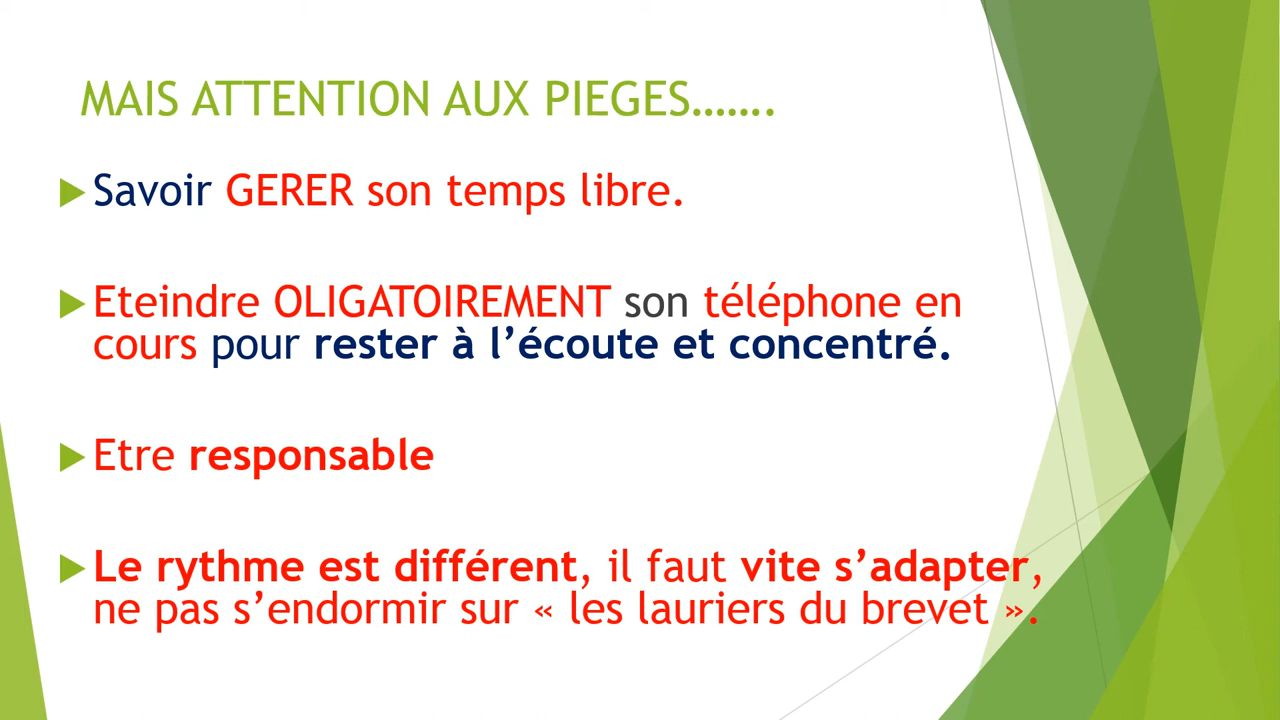 MAIS ATTENTION AUX PIEGES…….
Savoir GERER son temps libre.
Eteindre OLIGATOIREMENT son téléphone en
cours pour rester à l’écoute et concentré.
Etre responsable
Le rythme est différent, il faut vite s’adapter,
ne pas s’endormir sur « les lauriers du brevet ».